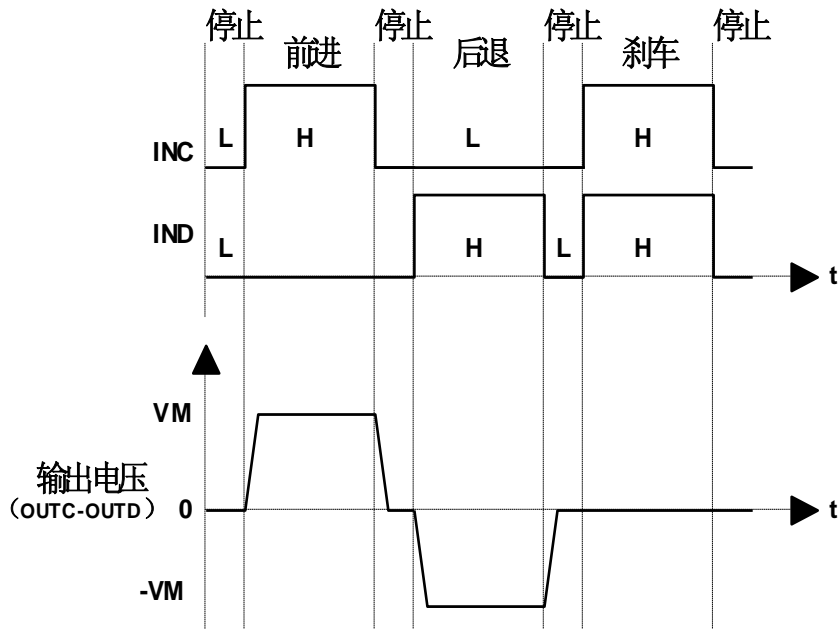 停止 停止 停止 停止
前进 后退 刹车
L H L H
INC
IND
L H L H
t
VM
输出电压
（OUTC-OUTD） 0 t
-VM